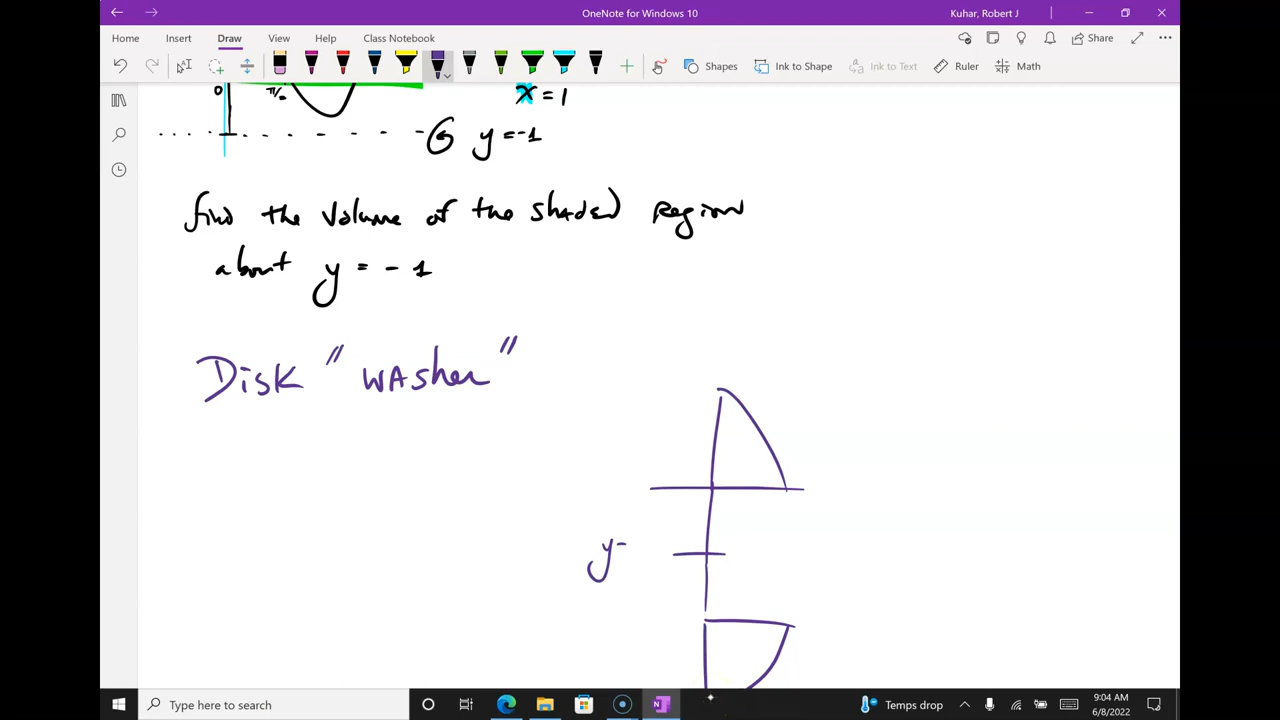 OneNote for Windows 10
Kuhar, Robert J
Home Insert Draw View Help Class Notebook
Share
Shapes Ink to Shape Ink to Text Ruler Math
0 π/2
x = 1
y = -1
find the volume of the shaded region
about y = - 1
Disk "washer"
y-
Type here to search
Temps drop
9:04 AM
6/8/2022